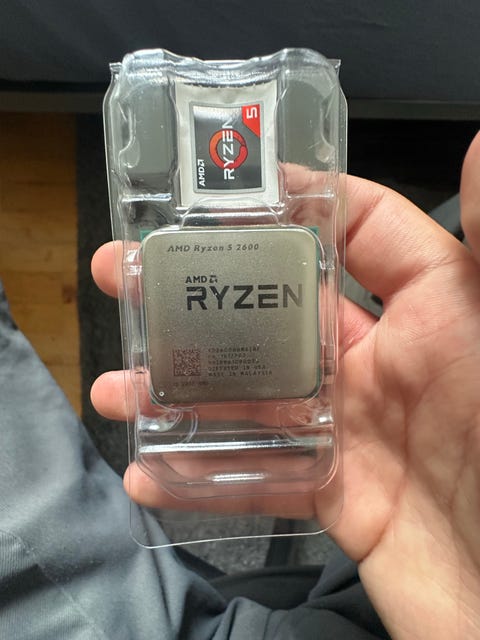 AMD
RYZEN
5
AMD Ryzen 5 2600
AMD
RYZEN
DIFFUSED IN USA
MADE IN MALAYSIA